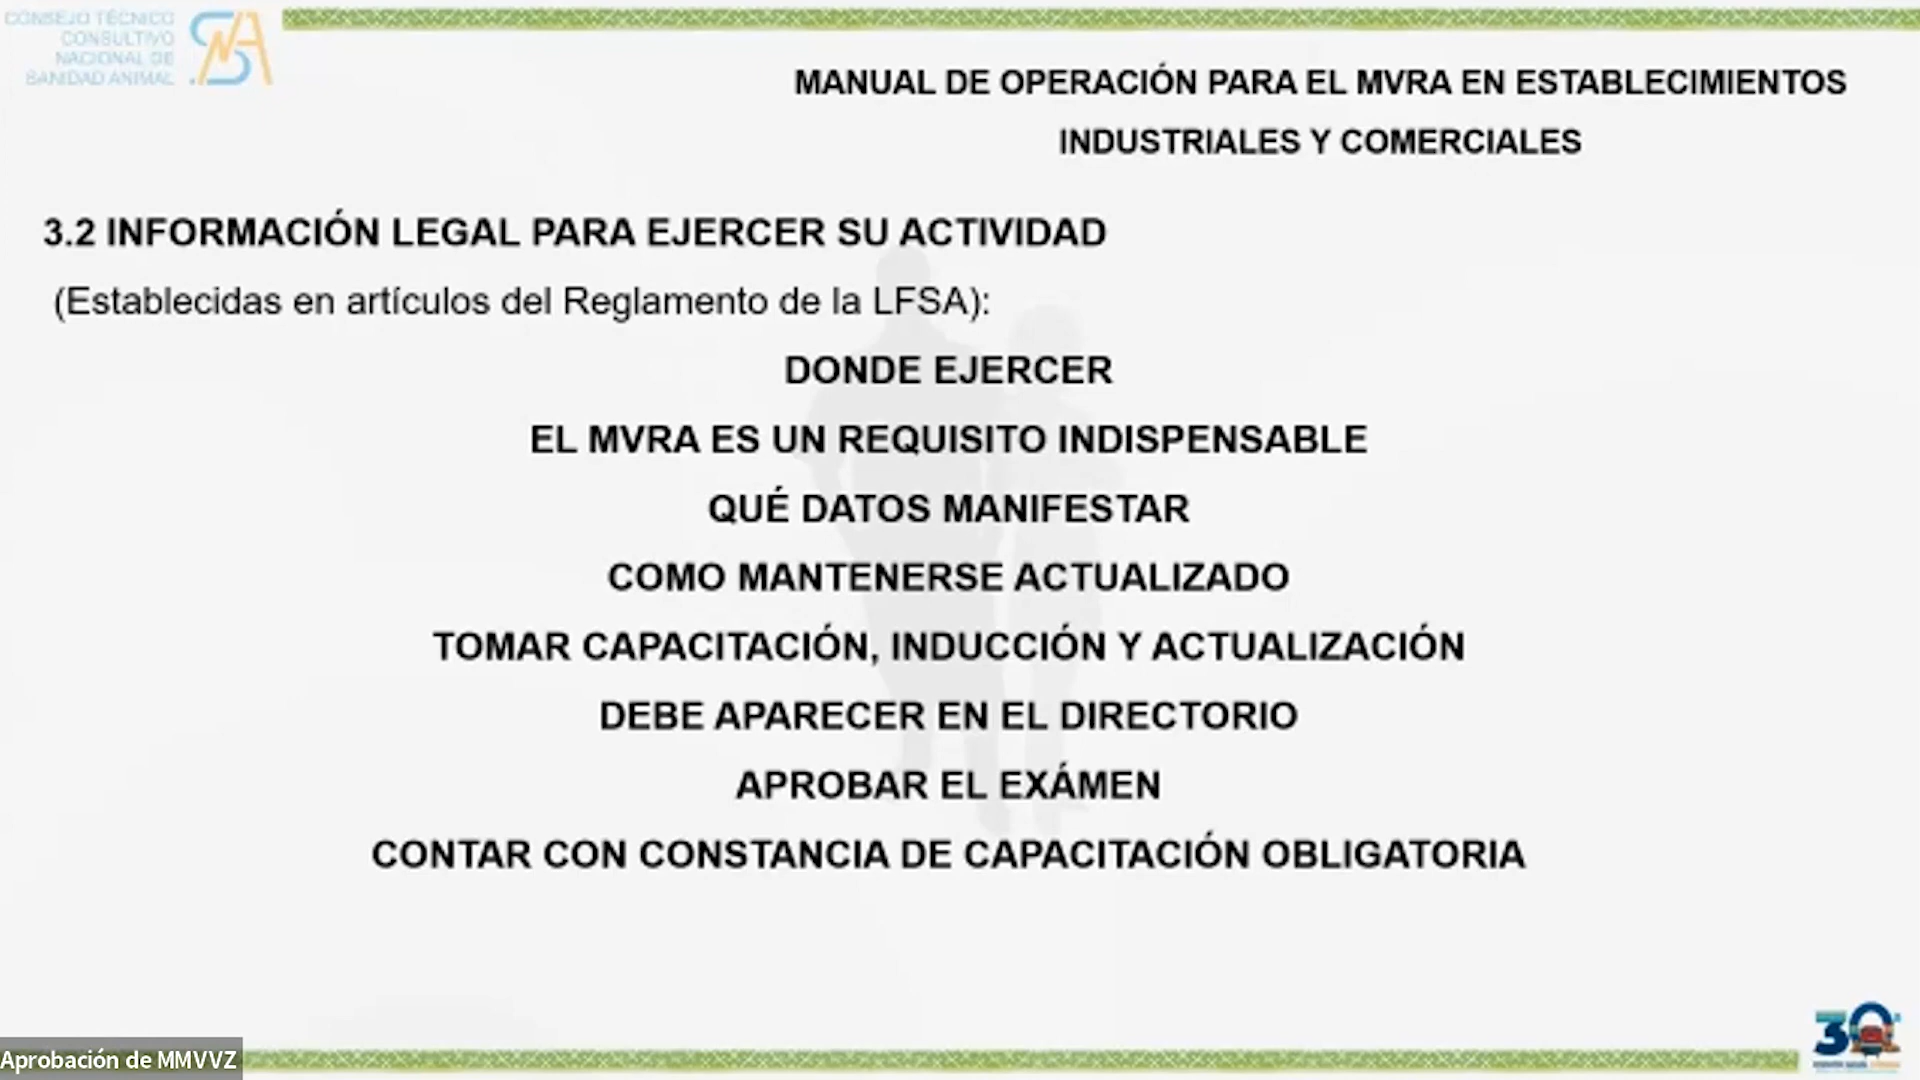 CONSEJO TÉCNICO
CONSULTIVO
NACIONAL DE
SANIDAD ANIMAL
MANUAL DE OPERACIÓN PARA EL MVRA EN ESTABLECIMIENTOS
INDUSTRIALES Y COMERCIALES
3.2 INFORMACIÓN LEGAL PARA EJERCER SU ACTIVIDAD
(Establecidas en artículos del Reglamento de la LFSA):
DONDE EJERCER
EL MVRA ES UN REQUISITO INDISPENSABLE
QUÉ DATOS MANIFESTAR
COMO MANTENERSE ACTUALIZADO
TOMAR CAPACITACIÓN, INDUCCIÓN Y ACTUALIZACIÓN
DEBE APARECER EN EL DIRECTORIO
APROBAR EL EXÁMEN
CONTAR CON CONSTANCIA DE CAPACITACIÓN OBLIGATORIA
30
Aprobación de MMVVZ